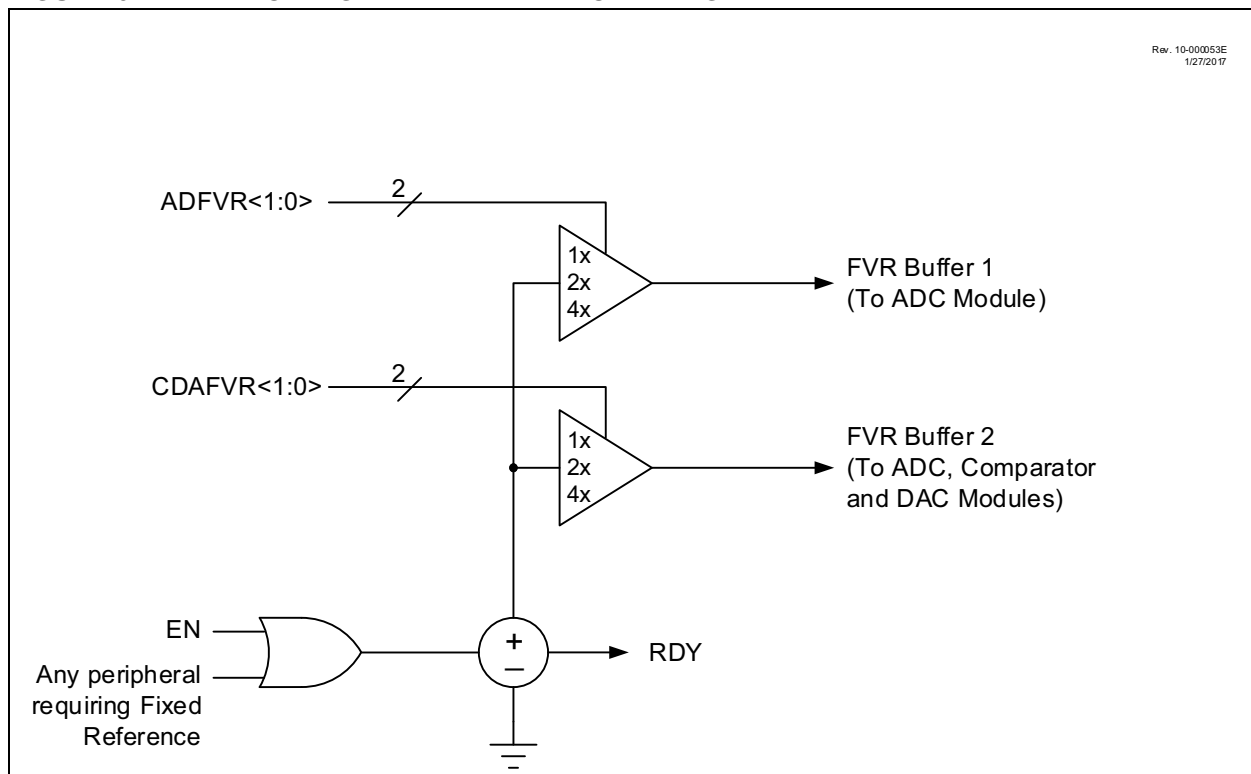 Rev. 10-000053E
1/27/2017
ADFVR<1:0>
2
1x
2x
4x
FVR Buffer 1
(To ADC Module)
CDAFVR<1:0>
2
1x
2x
4x
FVR Buffer 2
(To ADC, Comparator
and DAC Modules)
EN
Any peripheral
requiring Fixed
Reference
+
–
RDY